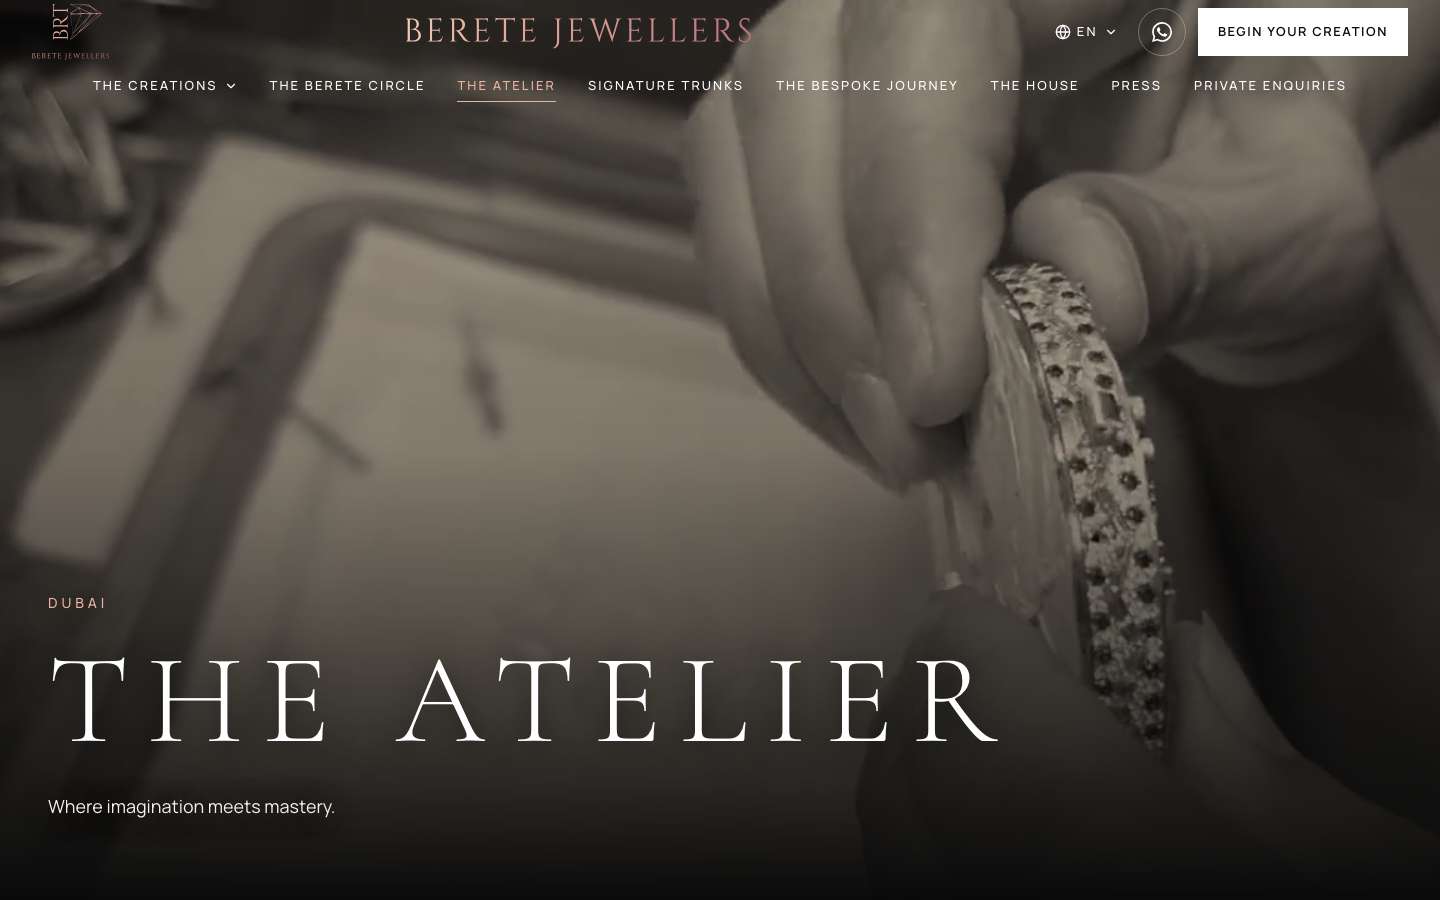 BRT
BERETE JEWELLERS
BERETE JEWELLERS
EN
BEGIN YOUR CREATION
THE CREATIONS
THE BERETE CIRCLE
THE ATELIER
SIGNATURE TRUNKS
THE BESPOKE JOURNEY
THE HOUSE
PRESS
PRIVATE ENQUIRIES
DUBAI
THE ATELIER
Where imagination meets mastery.